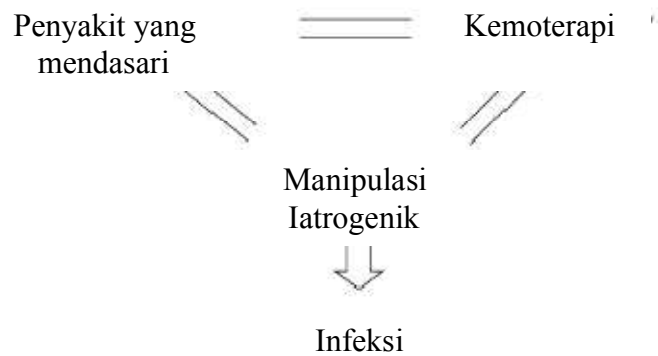 Penyakit yang
mendasari
Kemoterapi
Manipulasi
Iatrogenik
Infeksi